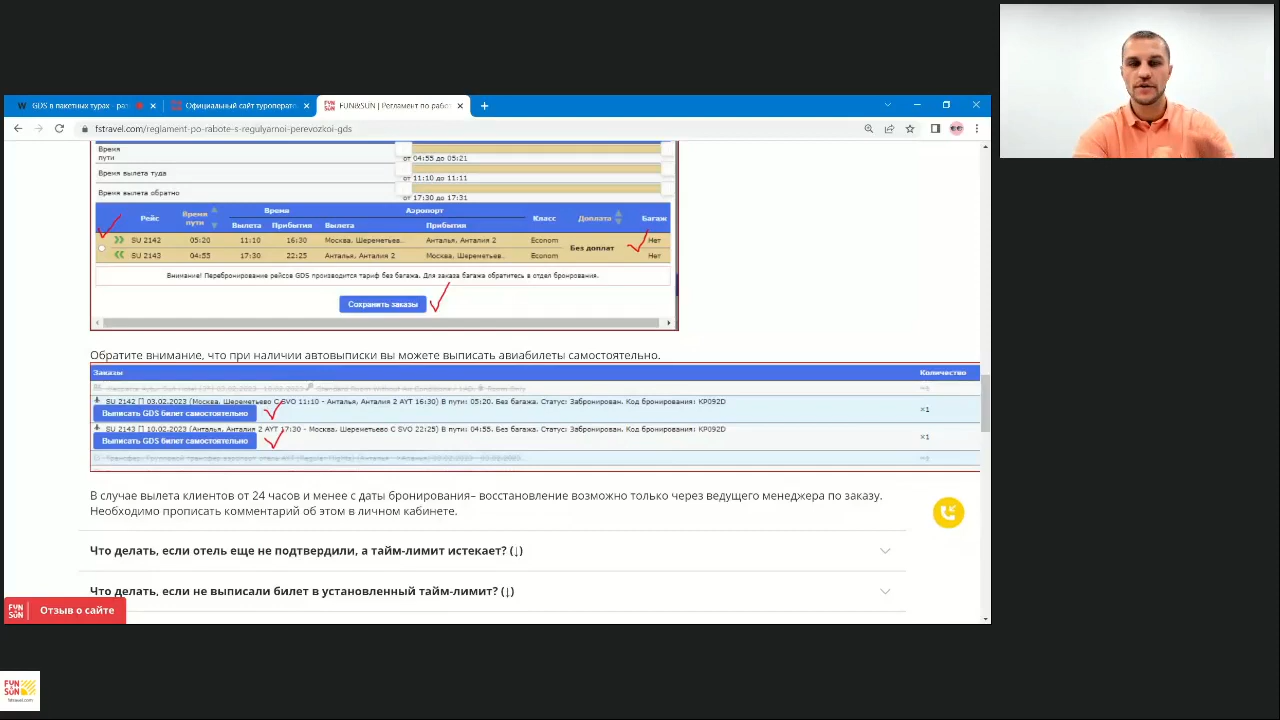 GDS в пакетных турах - ра
Официальный сайт туроперато
FUN&SUN | Регламент по рабо
fstravel.com/reglament-po-rabote-s-regulyarnoi-perevozkoi-gds
Время пути
от 04:55 до 05:21
Время вылета туда
от 11:10 до 11:11
Время вылета обратно
от 17:30 до 17:31
Рейс Время пути Время Аэропорт Класс Доплата Багаж
Вылета Прибытия Вылета Прибытия
SU 2142 05:20 11:10 16:30 Москва, Шереметьев.. Анталья, Анталия 2 Econom Без доплат Нет
SU 2143 04:55 17:30 22:25 Анталья, Анталия 2 Москва, Шереметьев.. Econom Нет
Внимание! Перебронирование рейсов GDS производится тариф без багажа. Для заказа багажа обратитесь в отдел бронирования.
Сохранить заказы
Обратите внимание, что при наличии автовыписки вы можете выписать авиабилеты самостоятельно.
Заказы Количество
SU 2142 П 03.02.2023 (Москва, Шереметьево C SVO 11:10 - Анталья, Анталия 2 AYT 16:30) В пути: 05:20. Без багажа. Статус: Забронирован. Код бронирования: KP092D
Выписать GDS билет самостоятельно
×1
SU 2143 П 10.02.2023 (Анталья, Анталия 2 AYT 17:30 - Москва, Шереметьево C SVO 22:25) В пути: 04:55. Без багажа. Статус: Забронирован. Код бронирования: KP092D
Выписать GDS билет самостоятельно
×1
В случае вылета клиентов от 24 часов и менее с даты бронирования– восстановление возможно только через ведущего менеджера по заказу.
Необходимо прописать комментарий об этом в личном кабинете.
Что делать, если отель еще не подтвердили, а тайм-лимит истекает? (↓)
Что делать, если не выписали билет в установленный тайм-лимит? (↓)
FUN&SUN
Отзыв о сайте
FUN&SUN
fstravel.com